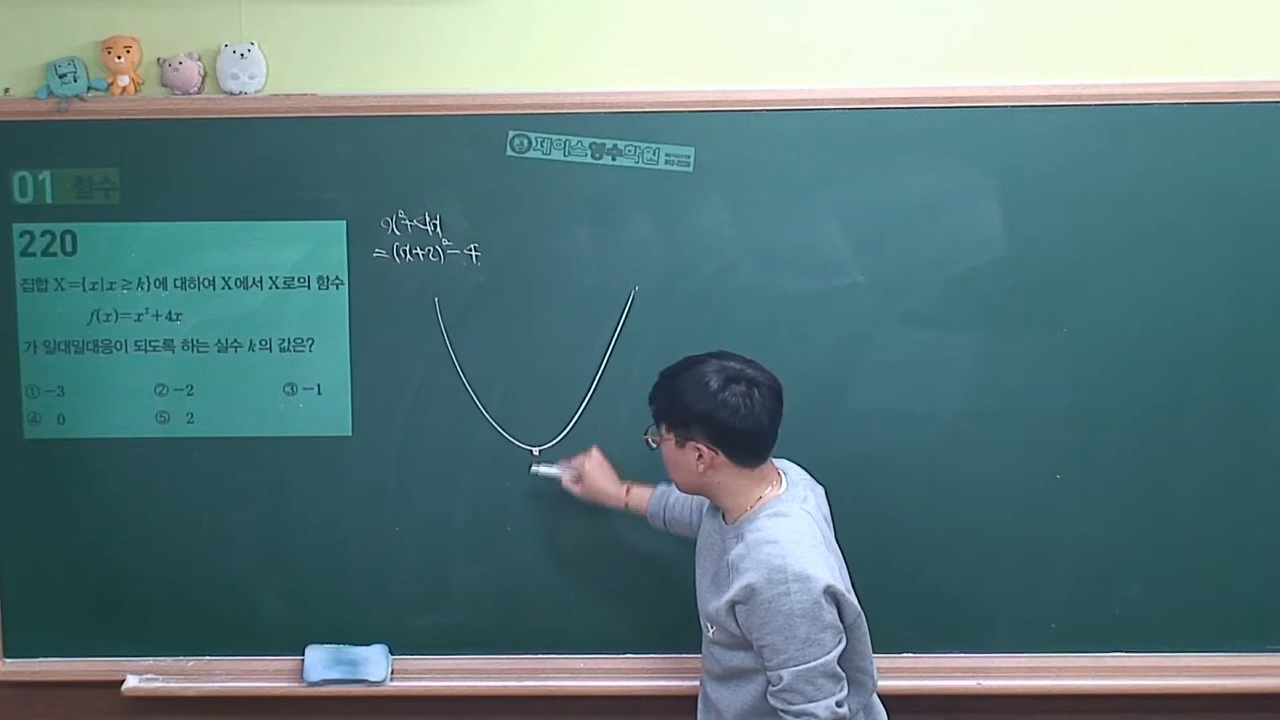 제이스영수학원
01 함수
220
집합 X={x|x≥k}에 대하여 X에서 X로의 함수
f(x)=x²+4x
가 일대일대응이 되도록 하는 실수 k의 값은?
① -3 ② -2 ③ -1
④ 0 ⑤ 2
x²+4x
=(x+2)²-4